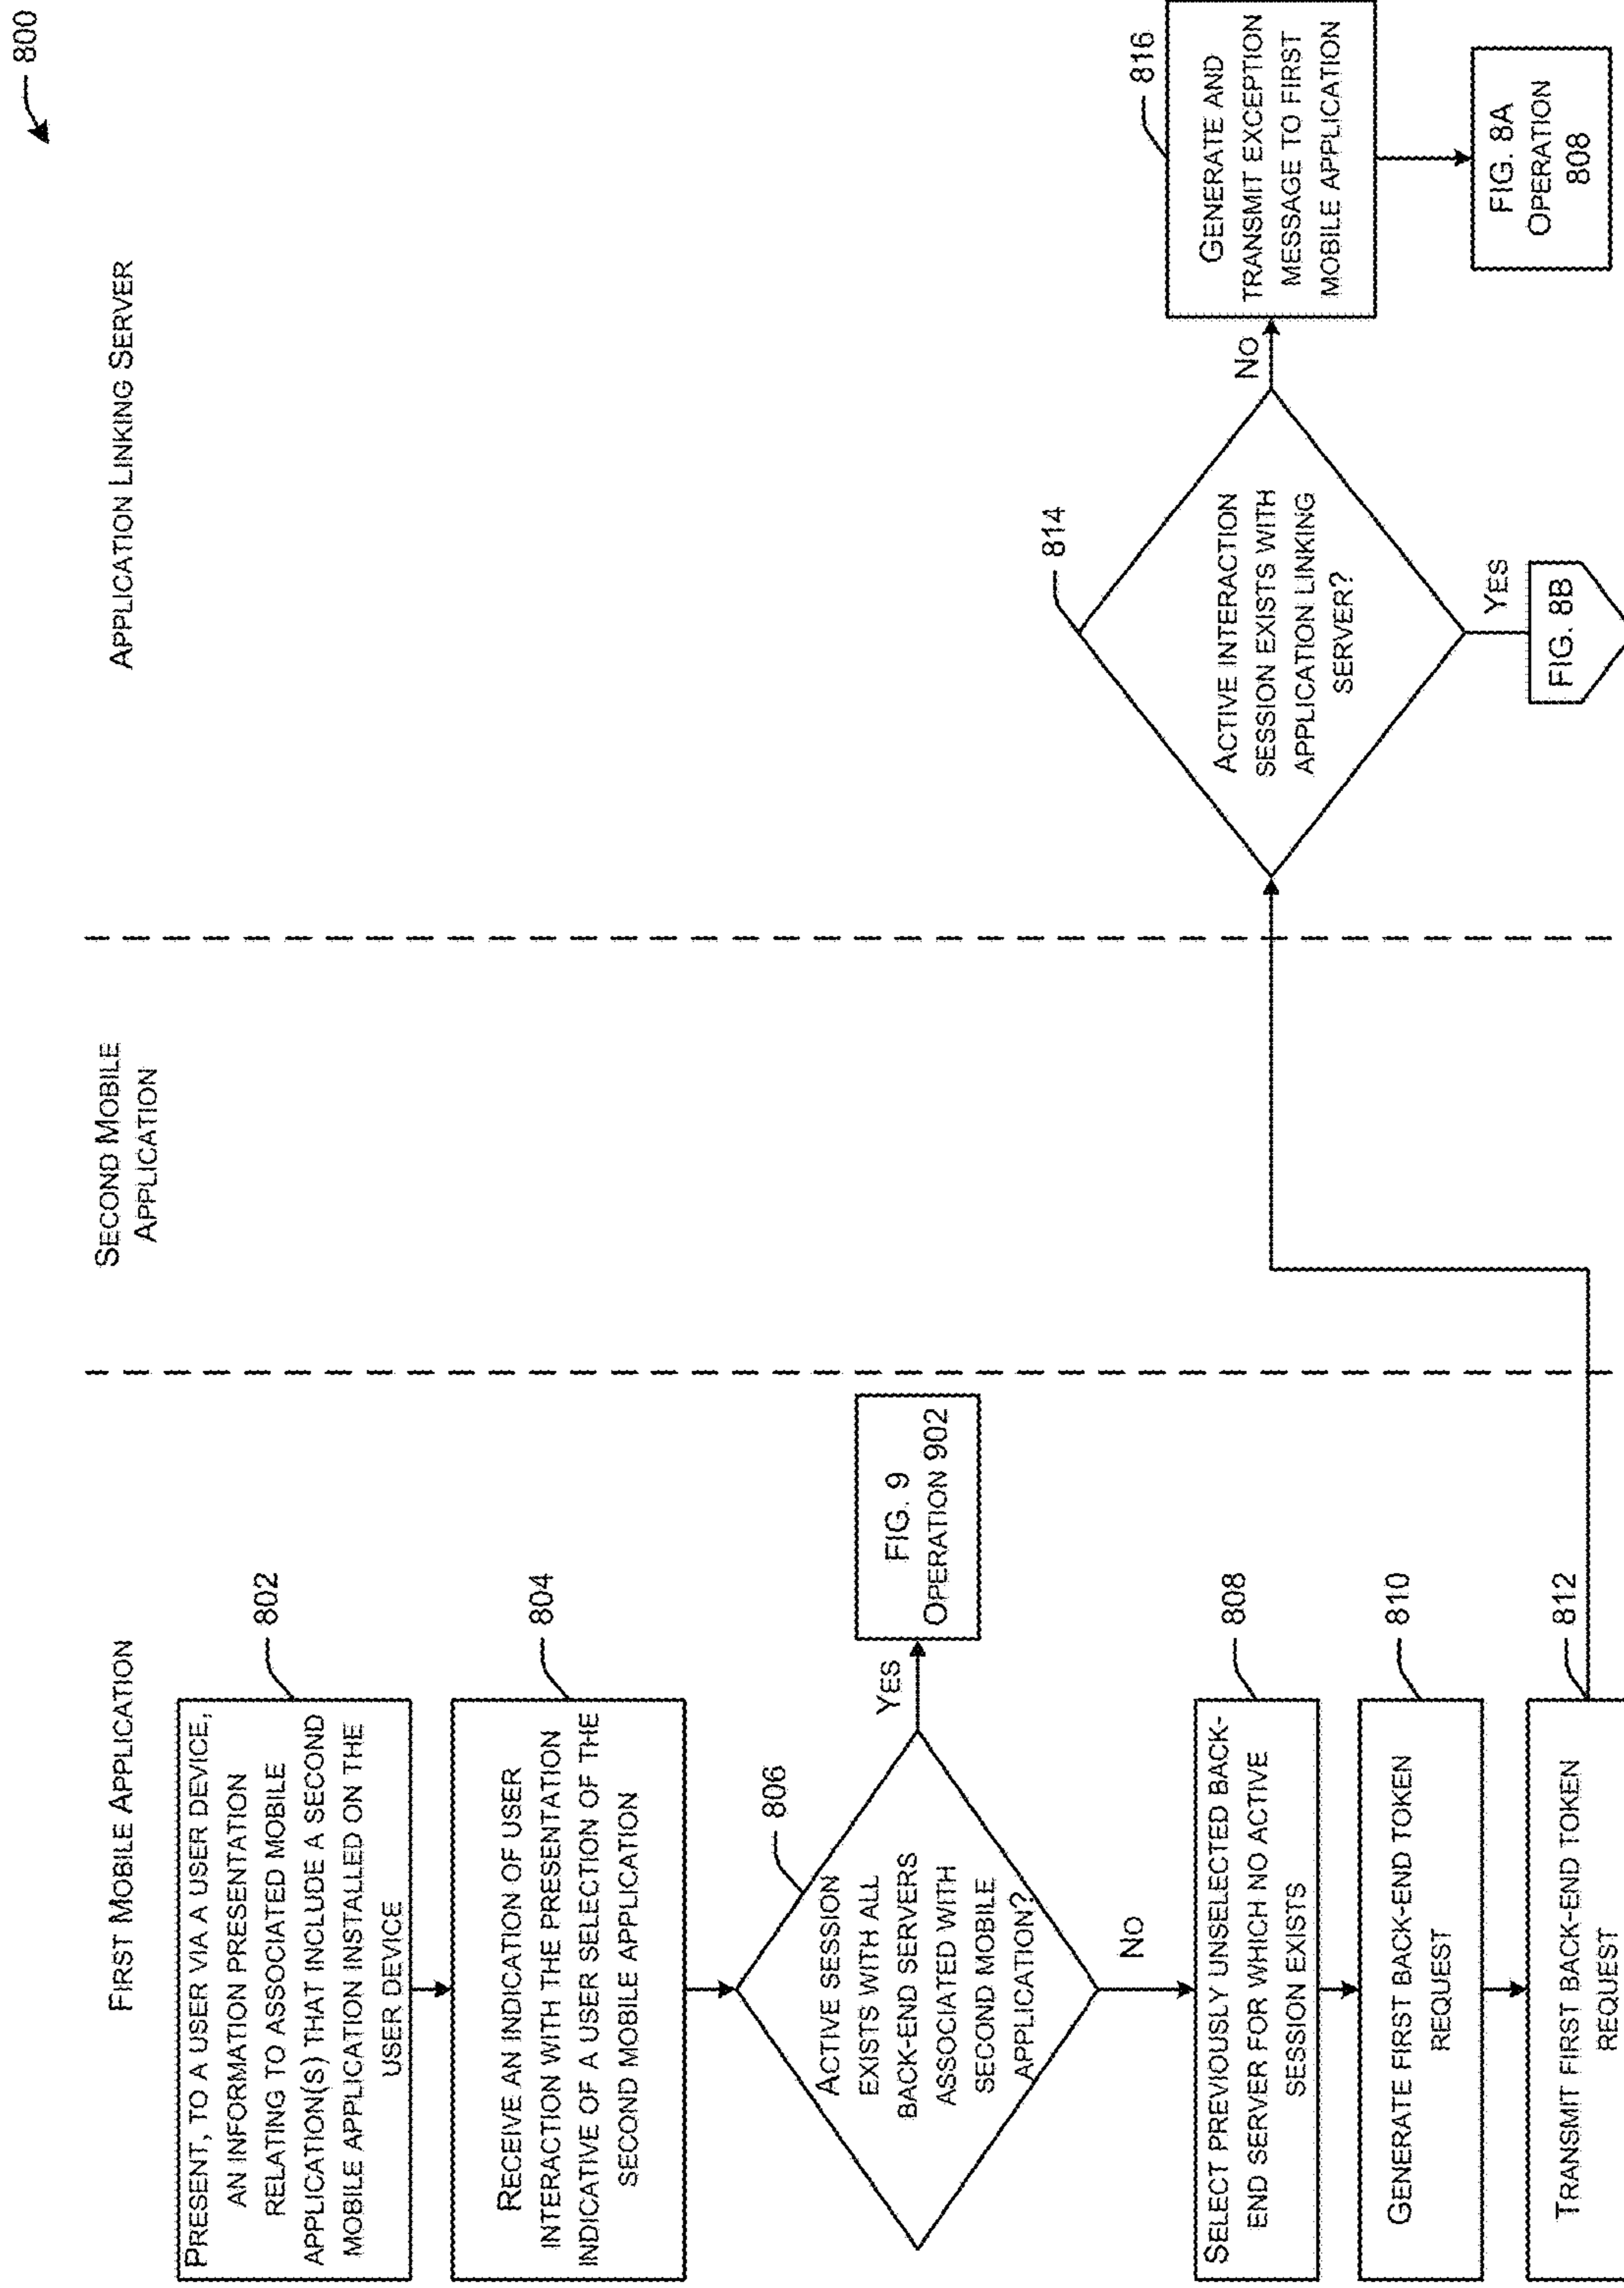 800
FIRST MOBILE APPLICATION
SECOND MOBILE
APPLICATION
APPLICATION LINKING SERVER
802
PRESENT, TO A USER VIA A USER DEVICE,
AN INFORMATION PRESENTATION
RELATING TO ASSOCIATED MOBILE
APPLICATION(S) THAT INCLUDE A SECOND
MOBILE APPLICATION INSTALLED ON THE
USER DEVICE
804
RECEIVE AN INDICATION OF USER
INTERACTION WITH THE PRESENTATION
INDICATIVE OF A USER SELECTION OF THE
SECOND MOBILE APPLICATION
806
ACTIVE SESSION
EXISTS WITH ALL
BACK-END SERVERS
ASSOCIATED WITH
SECOND MOBILE
APPLICATION?
YES
FIG. 9
OPERATION 902
NO
808
SELECT PREVIOUSLY UNSELECTED BACK-
END SERVER FOR WHICH NO ACTIVE
SESSION EXISTS
810
GENERATE FIRST BACK-END TOKEN
REQUEST
812
TRANSMIT FIRST BACK-END TOKEN
REQUEST
814
ACTIVE INTERACTION
SESSION EXISTS WITH
APPLICATION LINKING
SERVER?
NO
816
GENERATE AND
TRANSMIT EXCEPTION
MESSAGE TO FIRST
MOBILE APPLICATION
FIG. 8A
OPERATION
808
YES
FIG. 8B